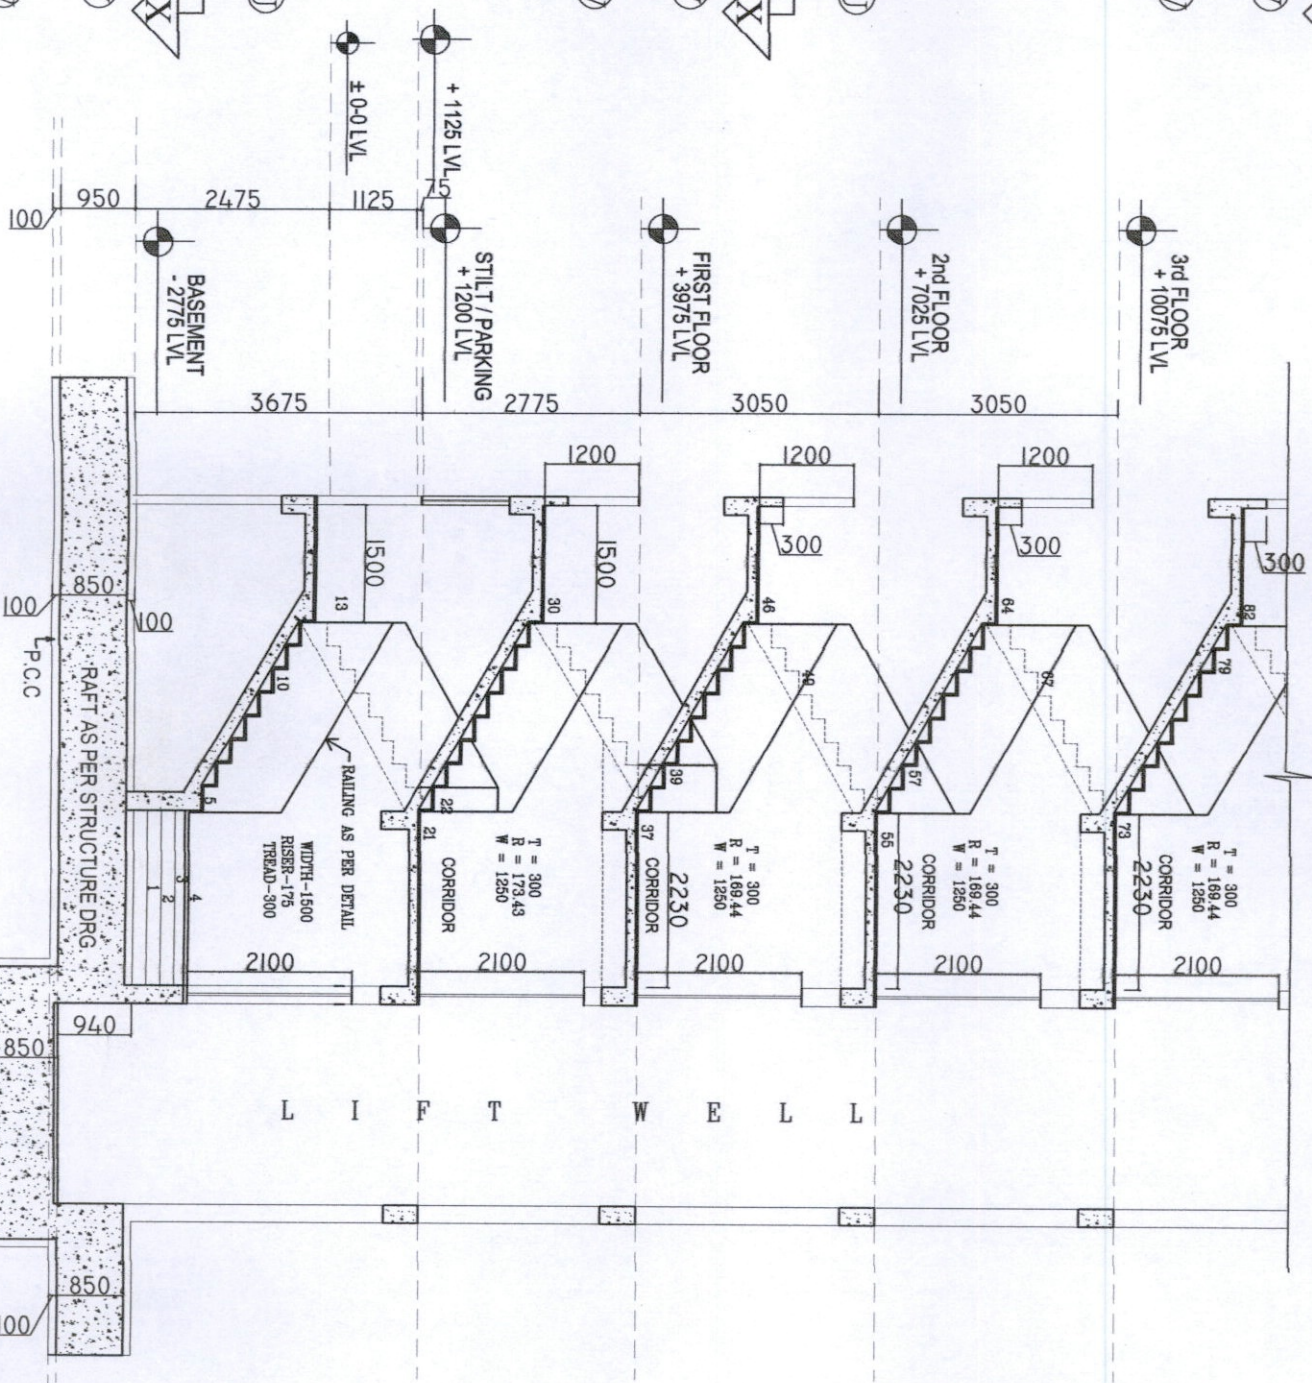 X
X
± 0-0 LVL
+ 1125 LVL
75
100
950
2475
1125
BASEMENT
- 2775 LVL
STILT / PARKING
+ 1200 LVL
FIRST FLOOR
+ 3975 LVL
2nd FLOOR
+ 7025 LVL
3rd FLOOR
+ 10075 LVL
3675
2775
3050
3050
1200
1200
1200
1500
1500
300
300
300
100
850
100
P.C.C
RAFT AS PER STRUCTURE DRG
13
30
46
64
82
10
49
67
79
5
22
39
57
21
37
55
73
1
2
3
4
RAILING AS PER DETAIL
WIDTH-1500
RISER-175
TREAD-300
CORRIDOR
T = 300
R = 173.43
W = 1250
CORRIDOR
2230
T = 300
R = 169.44
W = 1250
CORRIDOR
2230
T = 300
R = 169.44
W = 1250
CORRIDOR
2230
T = 300
R = 169.44
W = 1250
2100
2100
2100
2100
2100
940
850
LIFT WELL
850